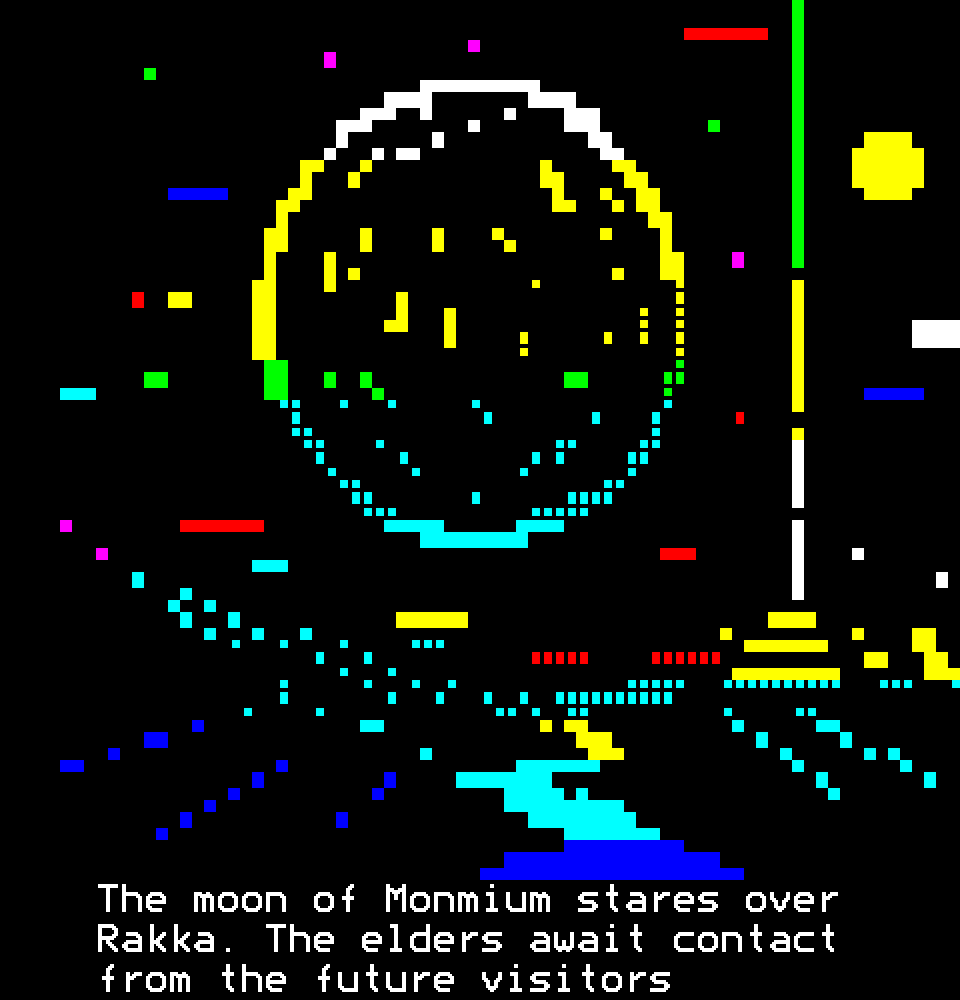 The moon of Monmium stares over
Rakka. The elders await contact
from the future visitors